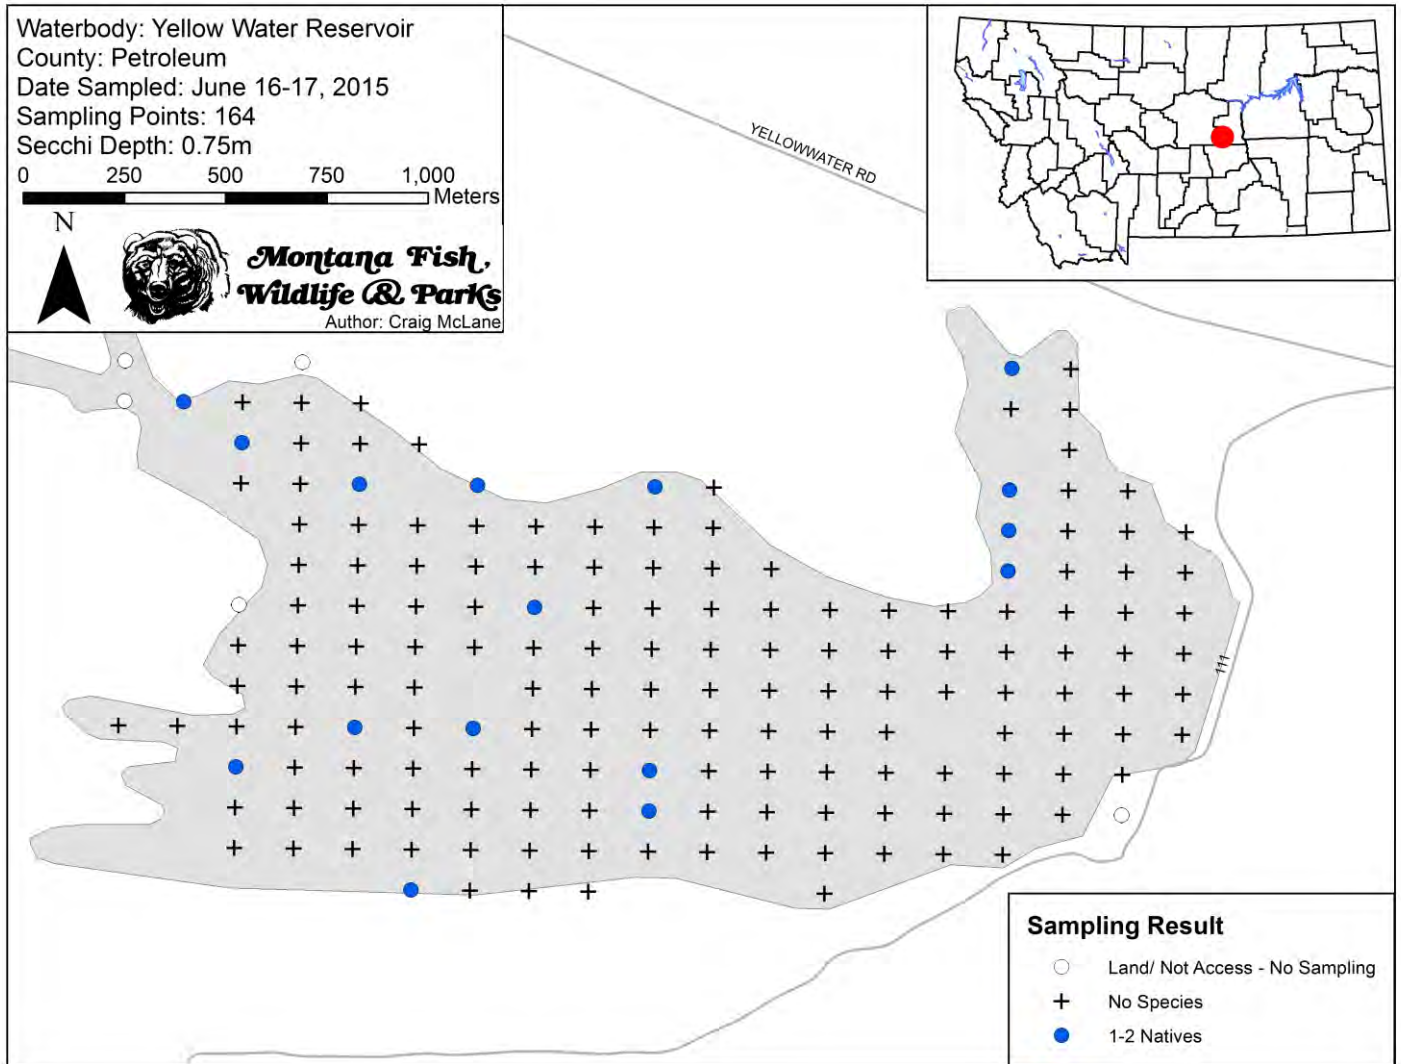 Waterbody: Yellow Water Reservoir
County: Petroleum
Date Sampled: June 16-17, 2015
Sampling Points: 164
Secchi Depth: 0.75m
0 250 500 750 1,000
Meters
N
Montana Fish,
Wildlife & Parks
Author: Craig McLane
YELLOWWATER RD
111
Sampling Result
Land/ Not Access - No Sampling
No Species
1-2 Natives